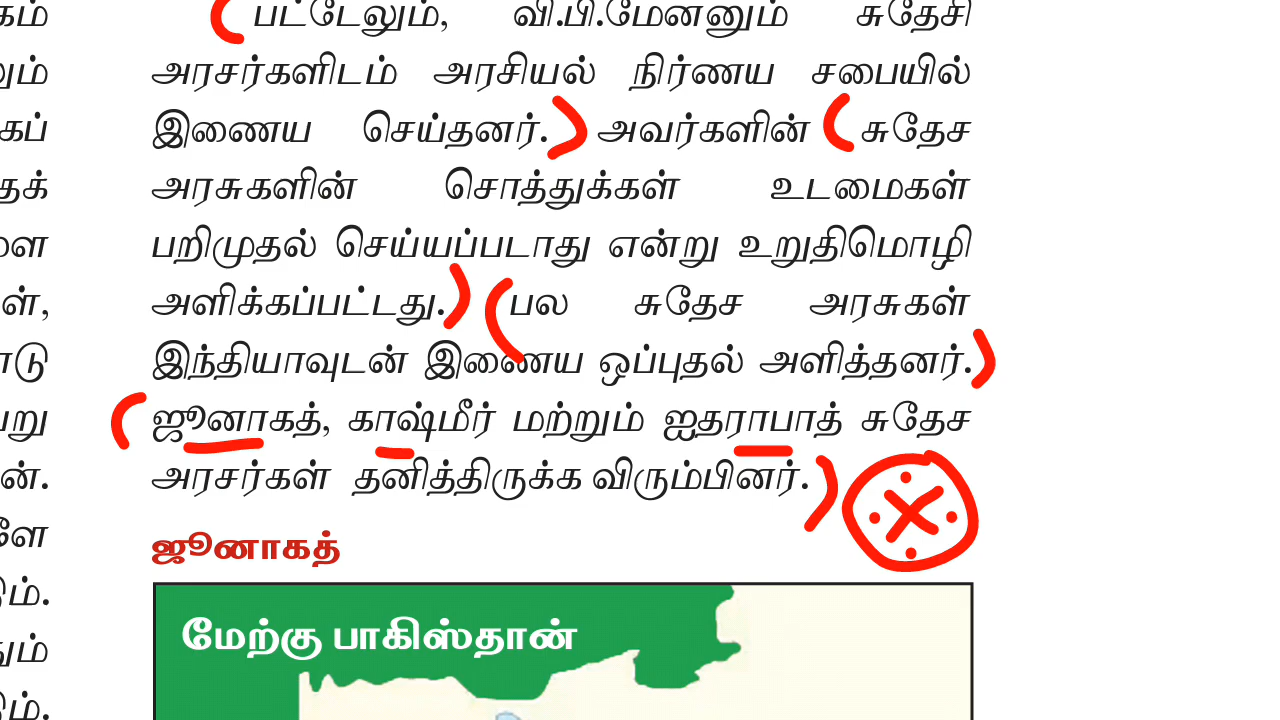 கம்
பட்டேலும், வி.பி.மேனனும் சுதேசி
அரசர்களிடம் அரசியல் நிர்ணய சபையில்
இணைய செய்தனர். அவர்களின் சுதேச
அரசுகளின் சொத்துக்கள் உடமைகள்
பறிமுதல் செய்யப்படாது என்று உறுதிமொழி
அளிக்கப்பட்டது. பல சுதேச அரசுகள்
இந்தியாவுடன் இணைய ஒப்புதல் அளித்தனர்.
ஜூனாகத், காஷ்மீர் மற்றும் ஐதராபாத் சுதேச
அரசர்கள் தனித்திருக்க விரும்பினர்.
ஜூனாகத்
மேற்கு பாகிஸ்தான்